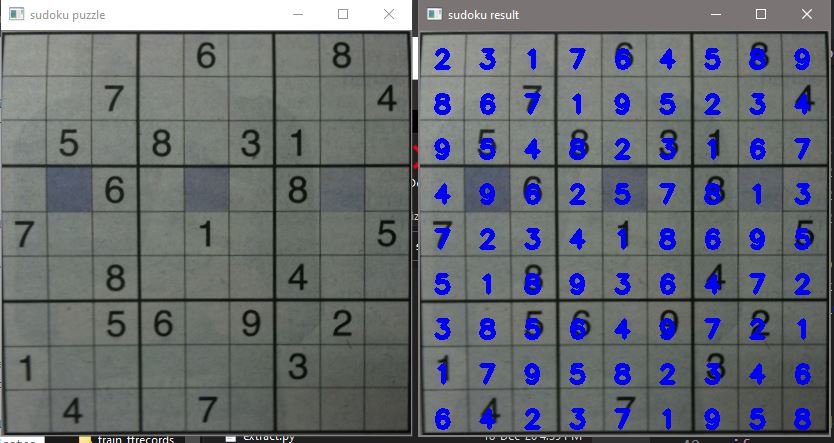 sudoku puzzle
6 8
7 4
5 8 3 1
6 8
7 1 5
8 4
5 6 9 2
1 3
4 7
sudoku result
2 3 1 7 6 4 5 8 9
8 6 7 1 9 5 2 3 4
9 5 4 8 2 3 1 6 7
4 9 6 2 5 7 8 1 3
7 2 3 4 1 8 6 9 5
5 1 8 9 3 6 4 7 2
3 8 5 6 4 9 7 2 1
1 7 9 5 8 2 3 4 6
6 4 2 3 7 1 9 5 8
train_tfrecords
extract.py